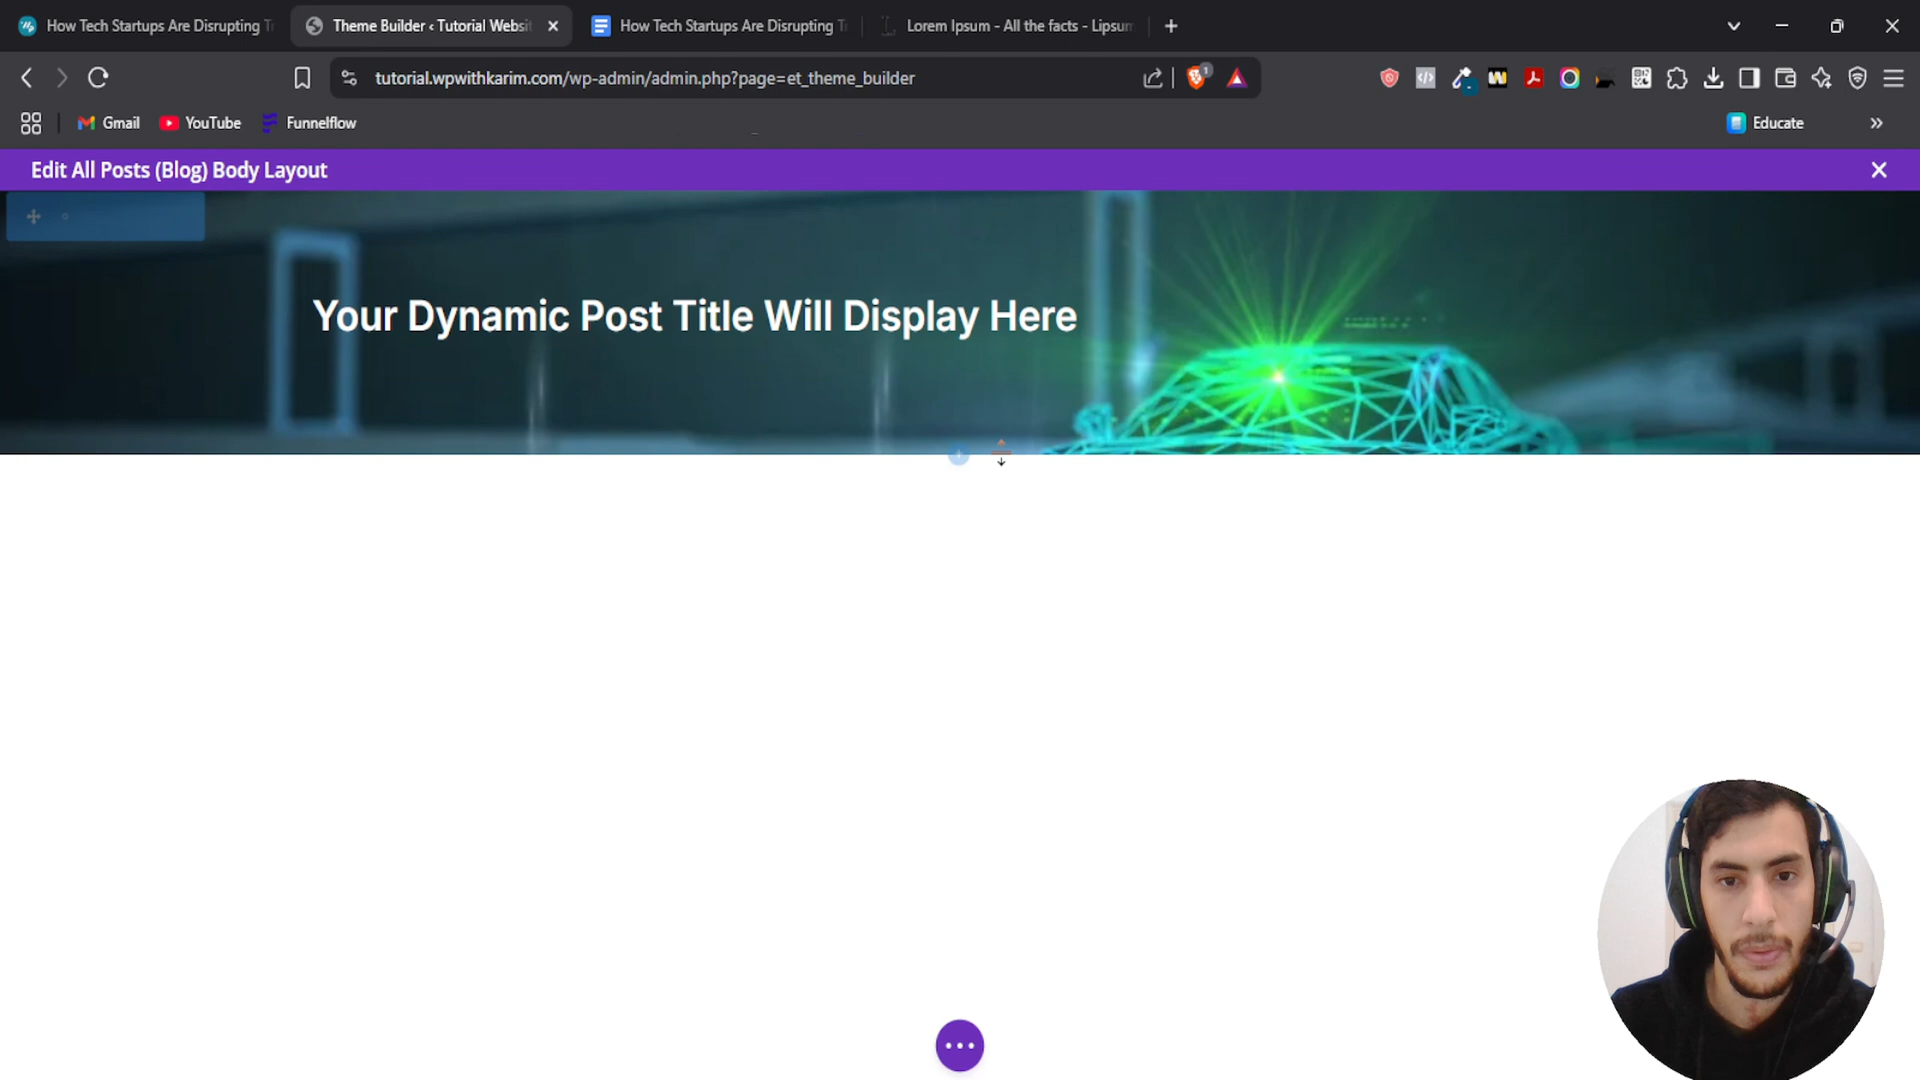 How Tech Startups Are Disrupting T
Theme Builder ‹ Tutorial Websi
How Tech Startups Are Disrupting T
Lorem Ipsum - All the facts - Lipsum
tutorial.wpwithkarim.com/wp-admin/admin.php?page=et_theme_builder
1
Gmail
YouTube
Funnelflow
Educate
Edit All Posts (Blog) Body Layout
Your Dynamic Post Title Will Display Here